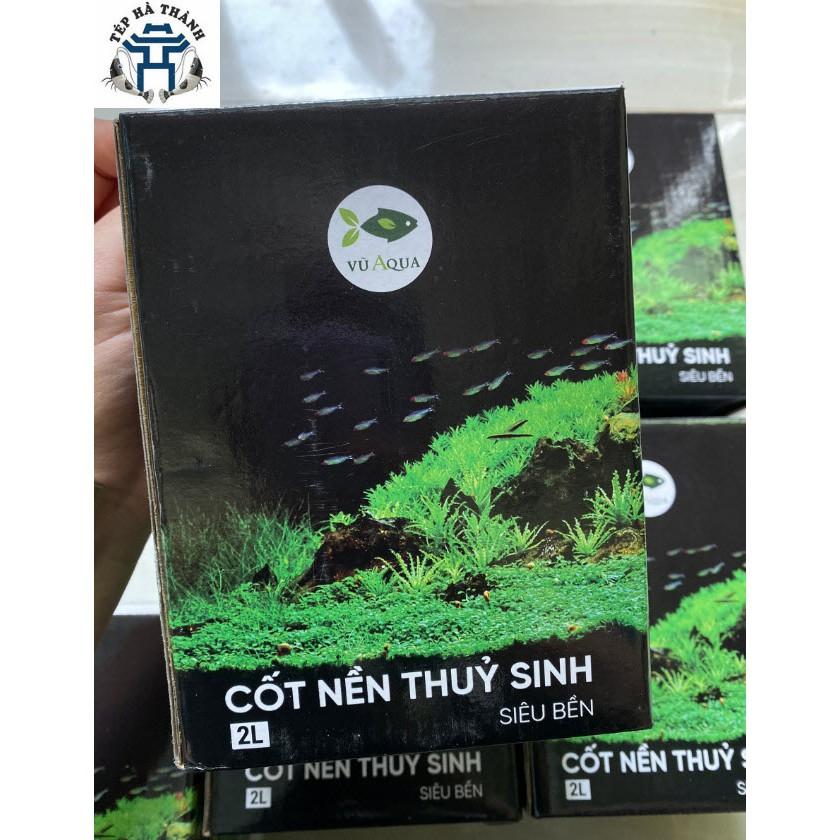 TÉP HÀ THÀNH
VŨ AQUA
CỐT NỀN THUỶ SINH
SIÊU BỀN
2L
THUỶ SINH
SIÊU BỀN
CỐT NỀN THUỶ SINH
2L
SIÊU BỀN
CỐT NỀN THUỶ S
2L
S